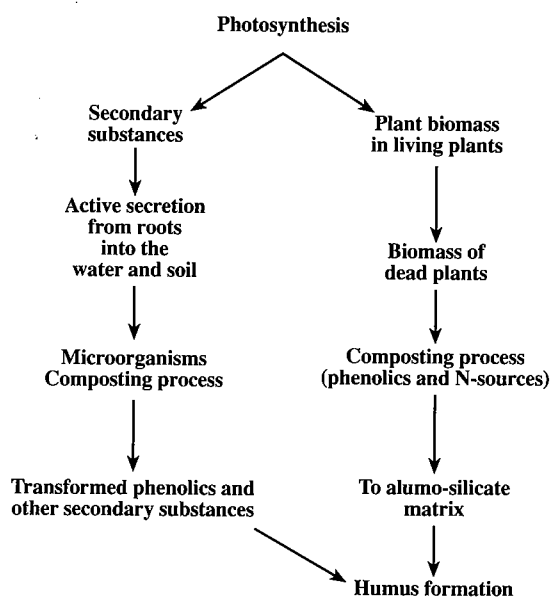 Photosynthesis
Secondary
substances
Plant biomass
in living plants
Active secretion
from roots
into the
water and soil
Biomass of
dead plants
Microorganisms
Composting process
Composting process
(phenolics and N-sources)
Transformed phenolics and
other secondary substances
To alumo-silicate
matrix
Humus formation